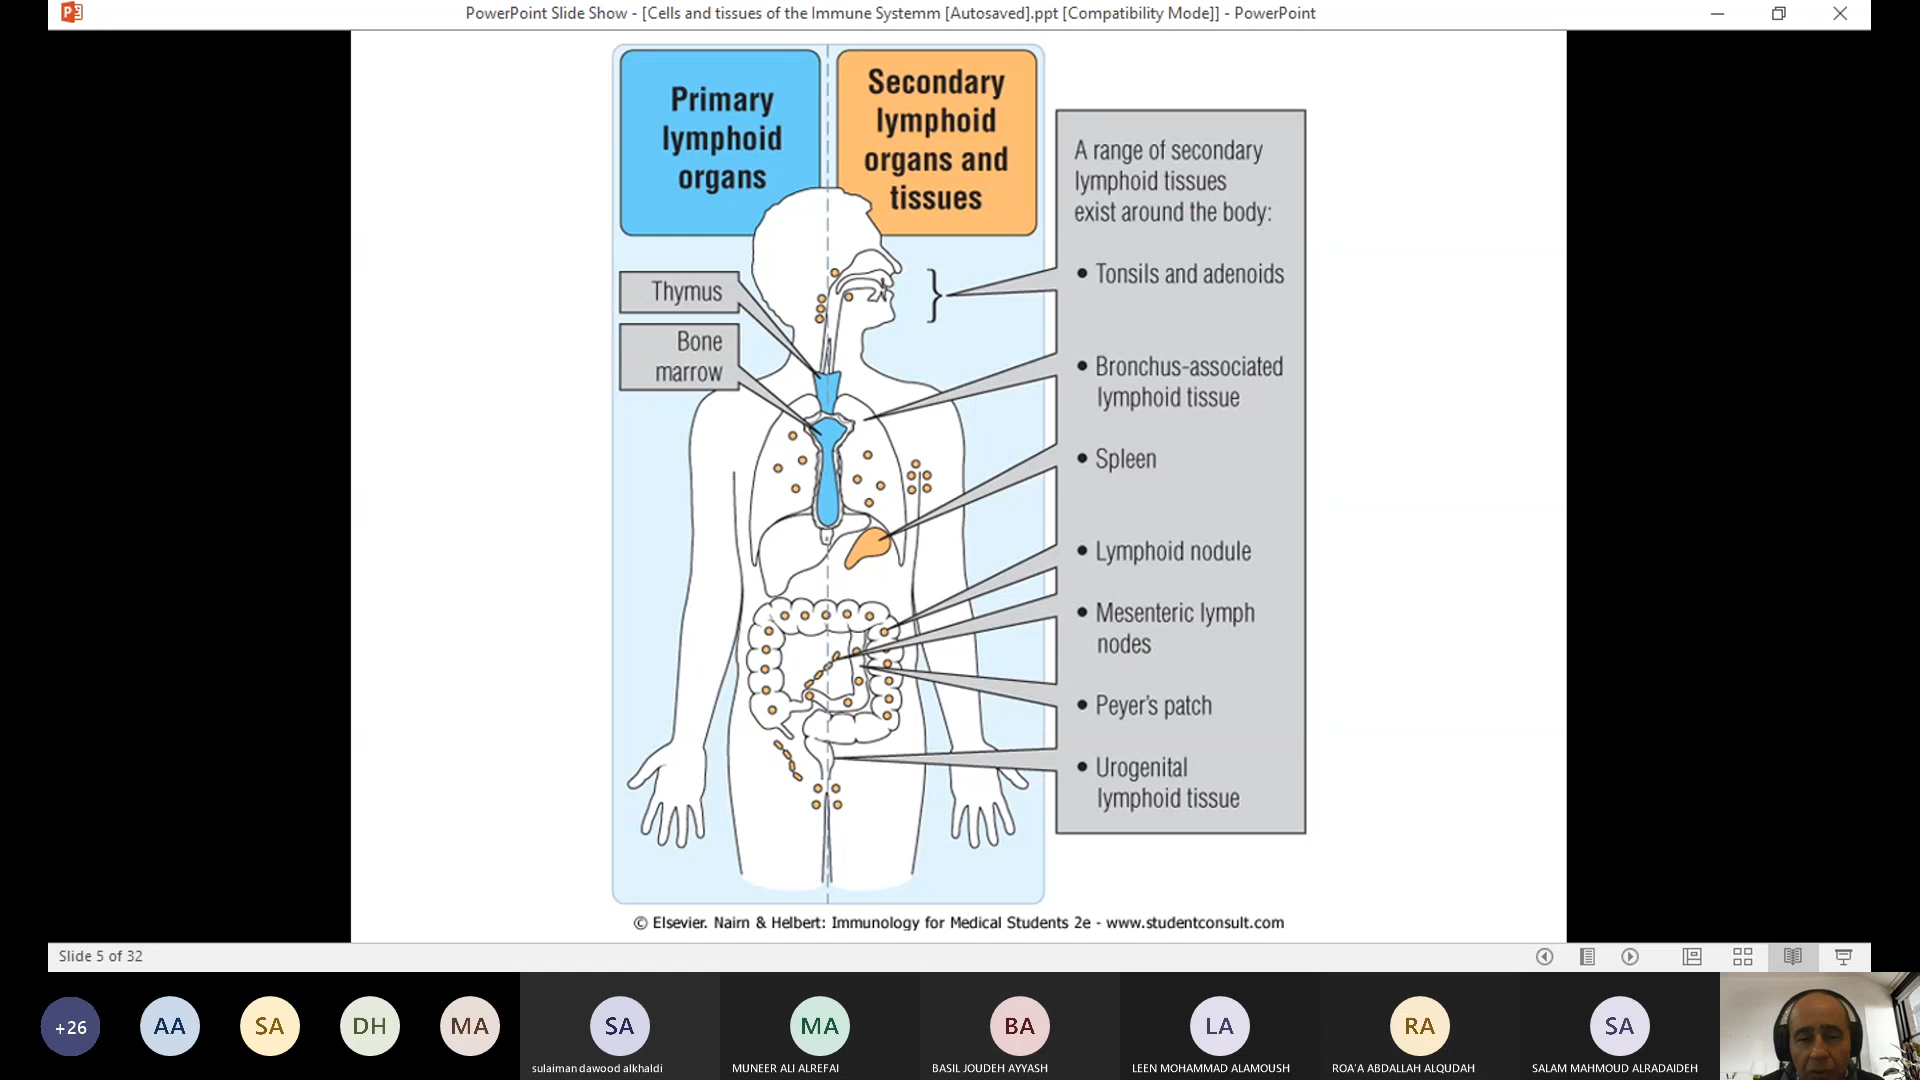 PowerPoint Slide Show - [Cells and tissues of the Immune Systemm [Autosaved].ppt [Compatibility Mode]] - PowerPoint
Primary
lymphoid
organs
Secondary
lymphoid
organs and
tissues
Thymus
Bone
marrow
A range of secondary
lymphoid tissues
exist around the body:
• Tonsils and adenoids
• Bronchus-associated
lymphoid tissue
• Spleen
• Lymphoid nodule
• Mesenteric lymph
nodes
• Peyer's patch
• Urogenital
lymphoid tissue
© Elsevier. Nairn & Helbert: Immunology for Medical Students 2e - www.studentconsult.com
Slide 5 of 32
+26
AA
SA
DH
MA
SA
sulaiman dawood alkhaldi
MA
MUNEER ALI ALREFAI
BA
BASIL JOUDEH AYYASH
LA
LEEN MOHAMMAD ALAMOUSH
RA
ROA'A ABDALLAH ALQUDAH
SA
SALAM MAHMOUD ALRADAIDEH